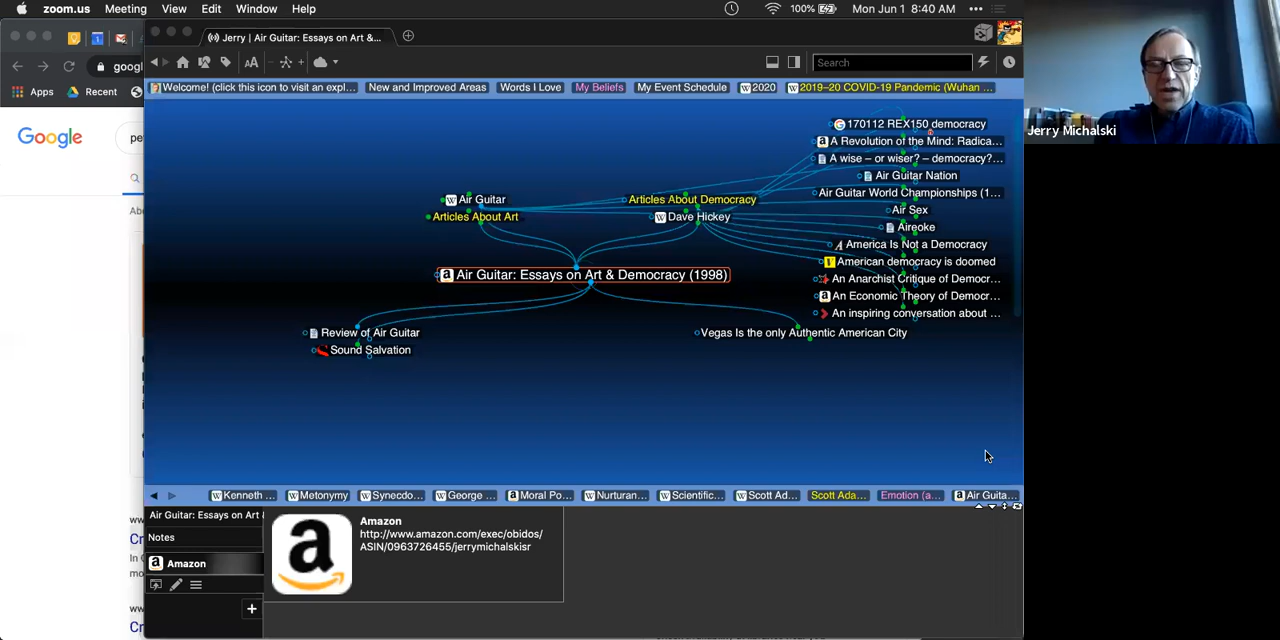 zoom.us Meeting View Edit Window Help
100% Mon Jun 1 8:40 AM
Jerry | Air Guitar: Essays on Art &...
googl
Search
Apps Recent
Welcome! (click this icon to visit an expl... New and Improved Areas Words I Love My Beliefs My Event Schedule 2020 2019–20 COVID-19 Pandemic (Wuhan ...
Google
pe
Jerry Michalski
170112 REX150 democracy
A Revolution of the Mind: Radica...
A wise – or wiser? – democracy?...
Air Guitar Nation
Air Guitar World Championships (1...
Air Sex
Aireoke
America Is Not a Democracy
American democracy is doomed
An Anarchist Critique of Democr...
An Economic Theory of Democr...
An inspiring conversation about ...
Air Guitar
Articles About Art
Articles About Democracy
Dave Hickey
Air Guitar: Essays on Art & Democracy (1998)
Review of Air Guitar
Sound Salvation
Vegas Is the only Authentic American City
Kenneth ... Metonymy Synecdo... George ... Moral Po... Nurturan... Scientific... Scott Ad... Scott Ada... Emotion (a... Air Guita...
Air Guitar: Essays on Art
Notes
Amazon
Amazon
http://www.amazon.com/exec/obidos/
ASIN/0963726455/jerrymichalskisr